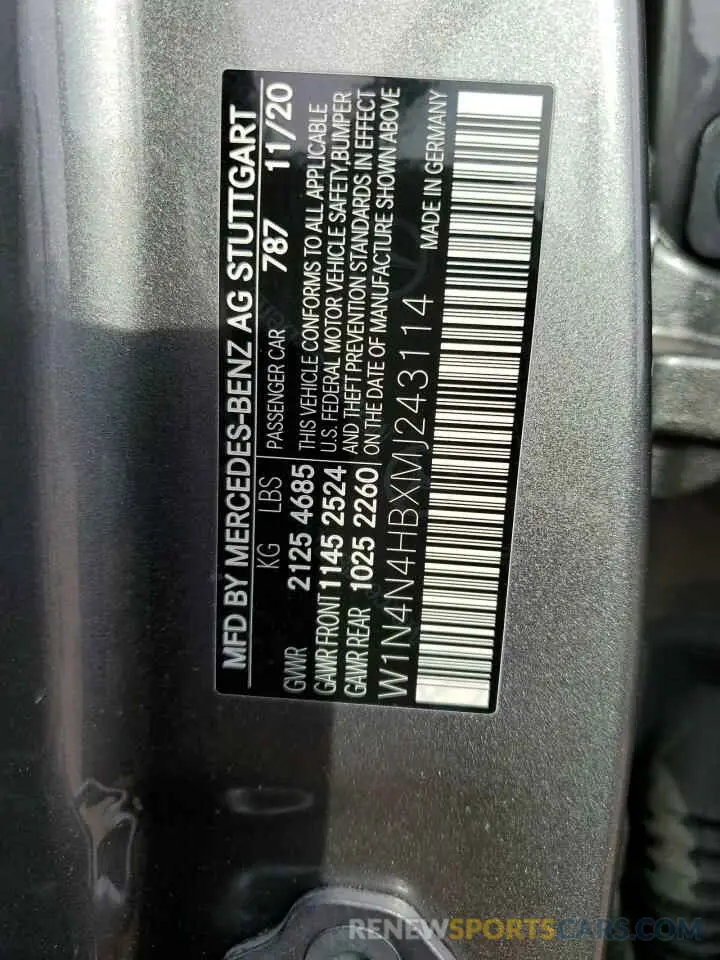 MFD BY MERCEDES-BENZ AG STUTTGART
KG LBS
GVWR 2125 4685
GAWR FRONT 1145 2524
GAWR REAR 1025 2260
PASSENGER CAR 787 11/20
THIS VEHICLE CONFORMS TO ALL APPLICABLE
U.S. FEDERAL MOTOR VEHICLE SAFETY,BUMPER
AND THEFT PREVENTION STANDARDS IN EFFECT
ON THE DATE OF MANUFACTURE SHOWN ABOVE
W1N4N4HBXMJ243114
MADE IN GERMANY
RENEWSPORTSCARS.COM